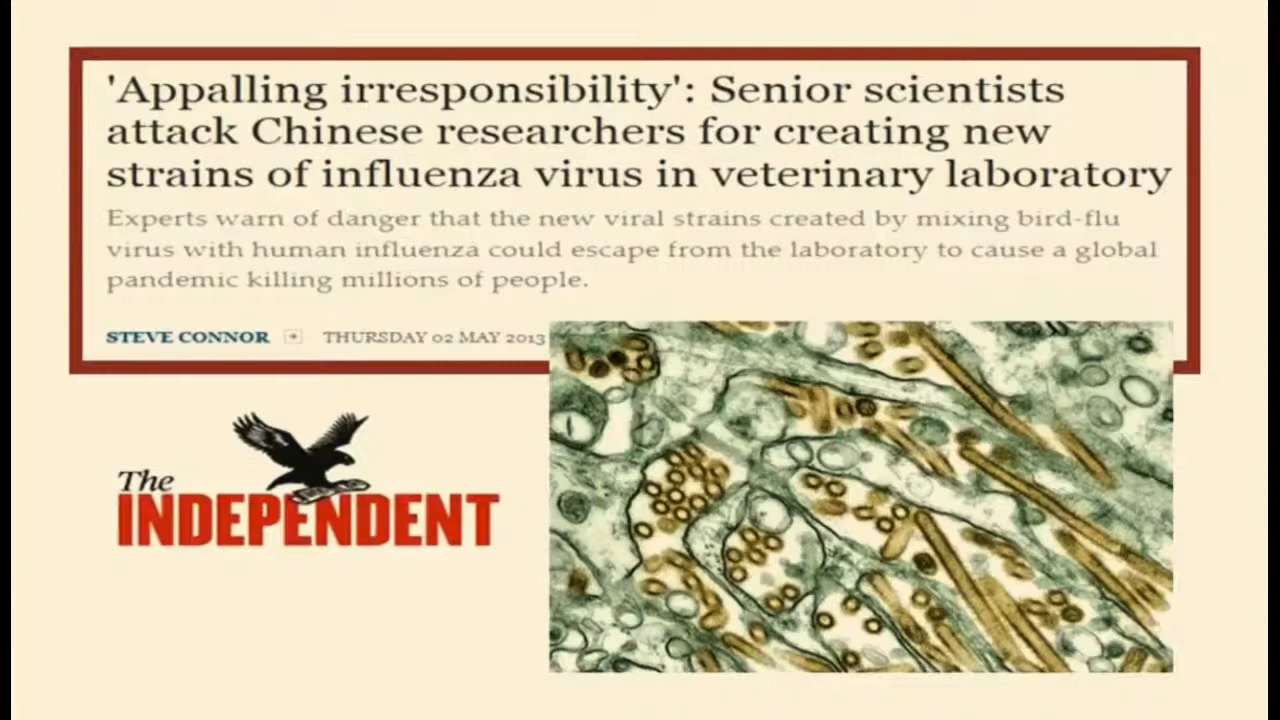 'Appalling irresponsibility': Senior scientists
attack Chinese researchers for creating new
strains of influenza virus in veterinary laboratory
Experts warn of danger that the new viral strains created by mixing bird-flu
virus with human influenza could escape from the laboratory to cause a global
pandemic killing millions of people.
STEVE CONNOR THURSDAY 02 MAY 2013
The
INDEPENDENT